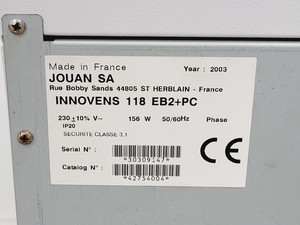 Made in France Year : 2003
JOUAN SA
Rue Bobby Sands 44805 ST HERBLAIN - France
INNOVENS 118 EB2+PC
230 ±10% V~ 156 W 50/60Hz Phase
IP20
SECURITE CLASSE 3.1
Serial N° :
*30309147*
Catalog N° :
*42754004*
CE